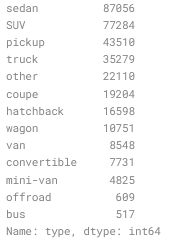 sedan          87056
SUV            77284
pickup         43510
truck          35279
other          22110
coupe          19204
hatchback      16598
wagon          10751
van             8548
convertible     7731
mini-van        4825
offroad          609
bus              517
Name: type, dtype: int64